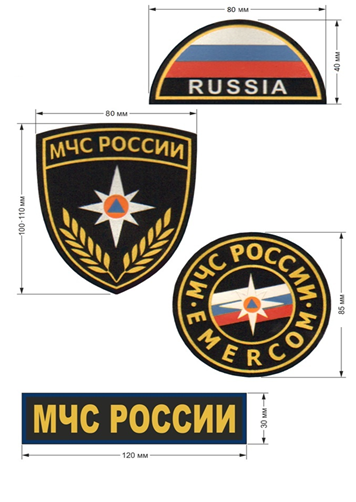 80 мм
40 мм
RUSSIA
80 мм
100-110 мм
МЧС РОССИИ
МЧС РОССИИ
EMERCOM
85 мм
МЧС РОССИИ
30 мм
120 мм